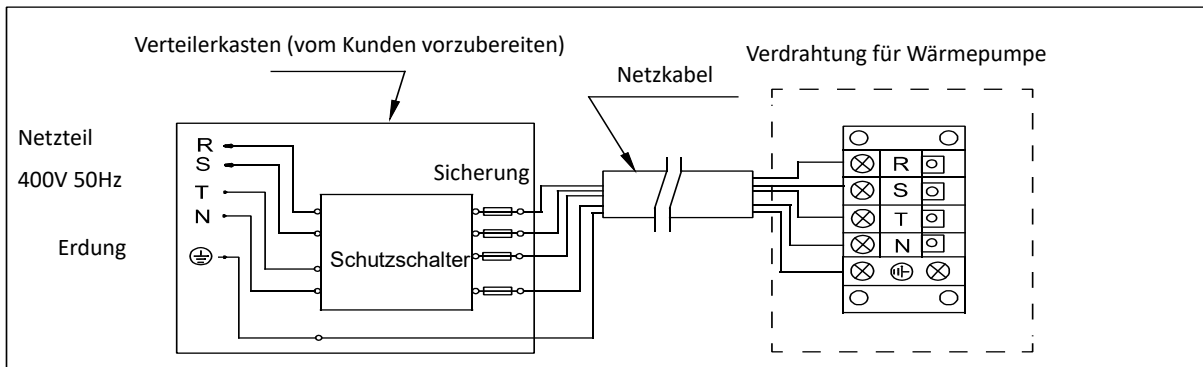 Verteilerkasten (vom Kunden vorzubereiten)
Netzkabel
Verdrahtung für Wärmepumpe
Netzteil
400V 50Hz
Erdung
R
S
T
N
Sicherung
Schutzschalter
R
S
T
N